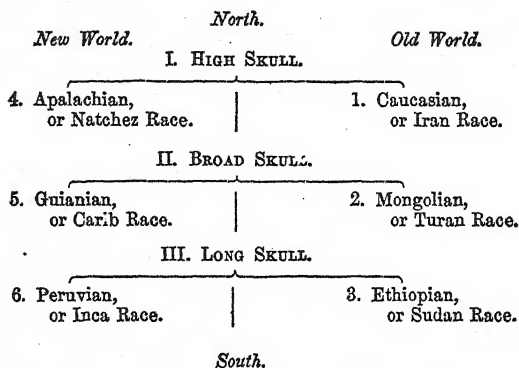 North.
New World. Old World.
I. HIGH SKULL.
4. Apalachian, 1. Caucasian,
or Natchez Race. or Iran Race.
II. BROAD SKULL.
5. Guianian, 2. Mongolian,
or Carib Race. or Turan Race.
III. LONG SKULL.
6. Peruvian, 3. Ethiopian,
or Inca Race. or Sudan Race.
South.